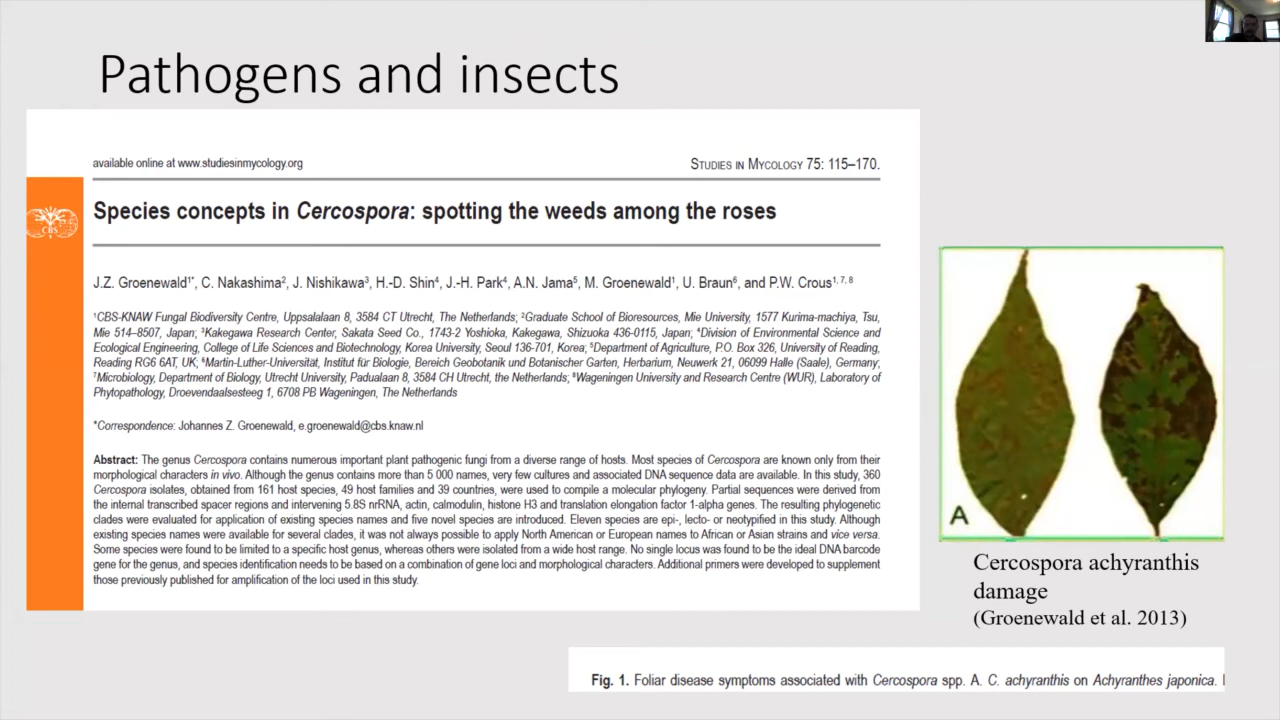 Pathogens and insects
available online at www.studiesinmycology.org
Studies in Mycology 75: 115–170.
CBS
Species concepts in Cercospora: spotting the weeds among the roses
J.Z. Groenewald¹*, C. Nakashima², J. Nishikawa³, H.-D. Shin⁴, J.-H. Park⁴, A.N. Jama⁵, M. Groenewald¹, U. Braun⁶, and P.W. Crous¹,⁷,⁸
¹CBS-KNAW Fungal Biodiversity Centre, Uppsalalaan 8, 3584 CT Utrecht, The Netherlands; ²Graduate School of Bioresources, Mie University, 1577 Kurima-machiya, Tsu,
Mie 514–8507, Japan; ³Kakegawa Research Center, Sakata Seed Co., 1743-2 Yoshioka, Kakegawa, Shizuoka 436-0115, Japan; ⁴Division of Environmental Science and
Ecological Engineering, College of Life Sciences and Biotechnology, Korea University, Seoul 136-701, Korea; ⁵Department of Agriculture, P.O. Box 326, University of Reading,
Reading RG6 6AT, UK; ⁶Martin-Luther-Universität, Institut für Biologie, Bereich Geobotanik und Botanischer Garten, Herbarium, Neuwerk 21, 06099 Halle (Saale), Germany;
⁷Microbiology, Department of Biology, Utrecht University, Padualaan 8, 3584 CH Utrecht, the Netherlands; ⁸Wageningen University and Research Centre (WUR), Laboratory of
Phytopathology, Droevendaalsesteeg 1, 6708 PB Wageningen, The Netherlands
*Correspondence: Johannes Z. Groenewald, e.groenewald@cbs.knaw.nl
Abstract: The genus Cercospora contains numerous important plant pathogenic fungi from a diverse range of hosts. Most species of Cercospora are known only from their
morphological characters in vivo. Although the genus contains more than 5 000 names, very few cultures and associated DNA sequence data are available. In this study, 360
Cercospora isolates, obtained from 161 host species, 49 host families and 39 countries, were used to compile a molecular phylogeny. Partial sequences were derived from
the internal transcribed spacer regions and intervening 5.8S nrRNA, actin, calmodulin, histone H3 and translation elongation factor 1-alpha genes. The resulting phylogenetic
clades were evaluated for application of existing species names and five novel species are introduced. Eleven species are epi-, lecto- or neotypified in this study. Although
existing species names were available for several clades, it was not always possible to apply North American or European names to African or Asian strains and vice versa.
Some species were found to be limited to a specific host genus, whereas others were isolated from a wide host range. No single locus was found to be the ideal DNA barcode
gene for the genus, and species identification needs to be based on a combination of gene loci and morphological characters. Additional primers were developed to supplement
those previously published for amplification of the loci used in this study.
A
Cercospora achyranthis
damage
(Groenewald et al. 2013)
Fig. 1. Foliar disease symptoms associated with Cercospora spp. A. C. achyranthis on Achyranthes japonica.